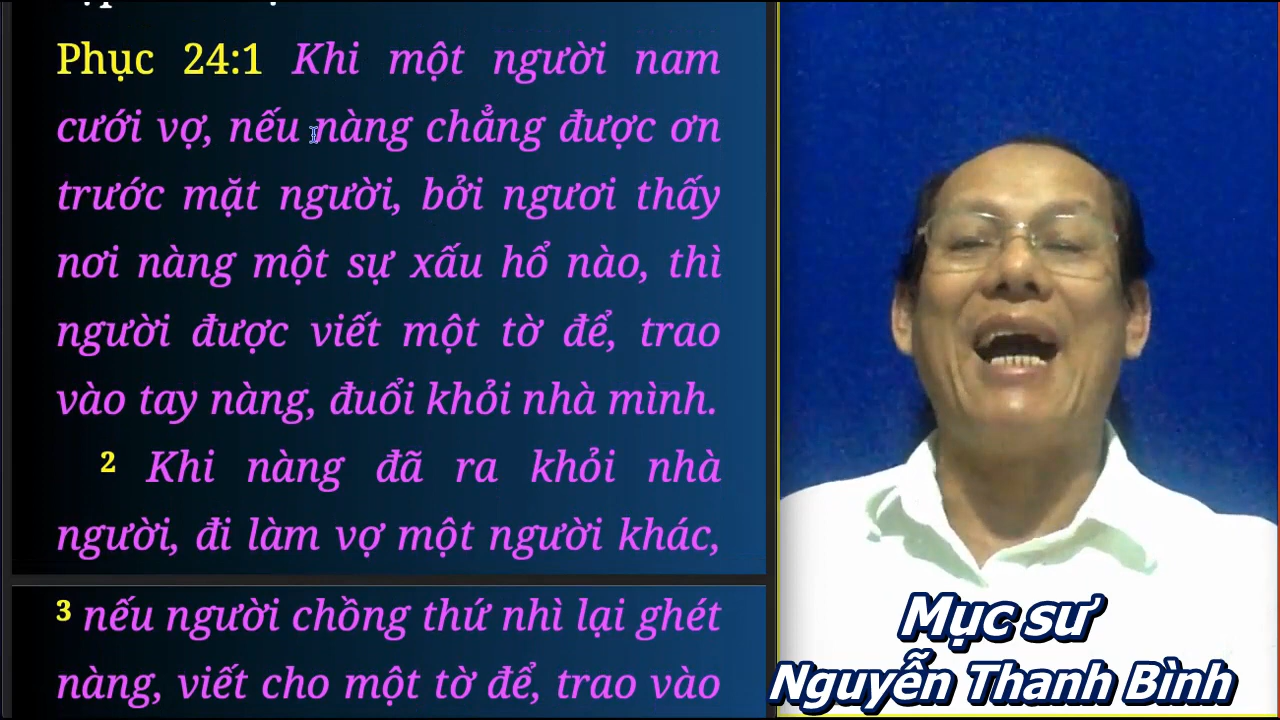 Phục 24:1 Khi một người nam
cưới vợ, nếu nàng chẳng được ơn
trước mặt người, bởi ngươi thấy
nơi nàng một sự xấu hổ nào, thì
người được viết một tờ để, trao
vào tay nàng, đuổi khỏi nhà mình.
2 Khi nàng đã ra khỏi nhà
người, đi làm vợ một người khác,
3 nếu người chồng thứ nhì lại ghét
nàng, viết cho một tờ để, trao vào
Mục sư
Nguyễn Thanh Bình